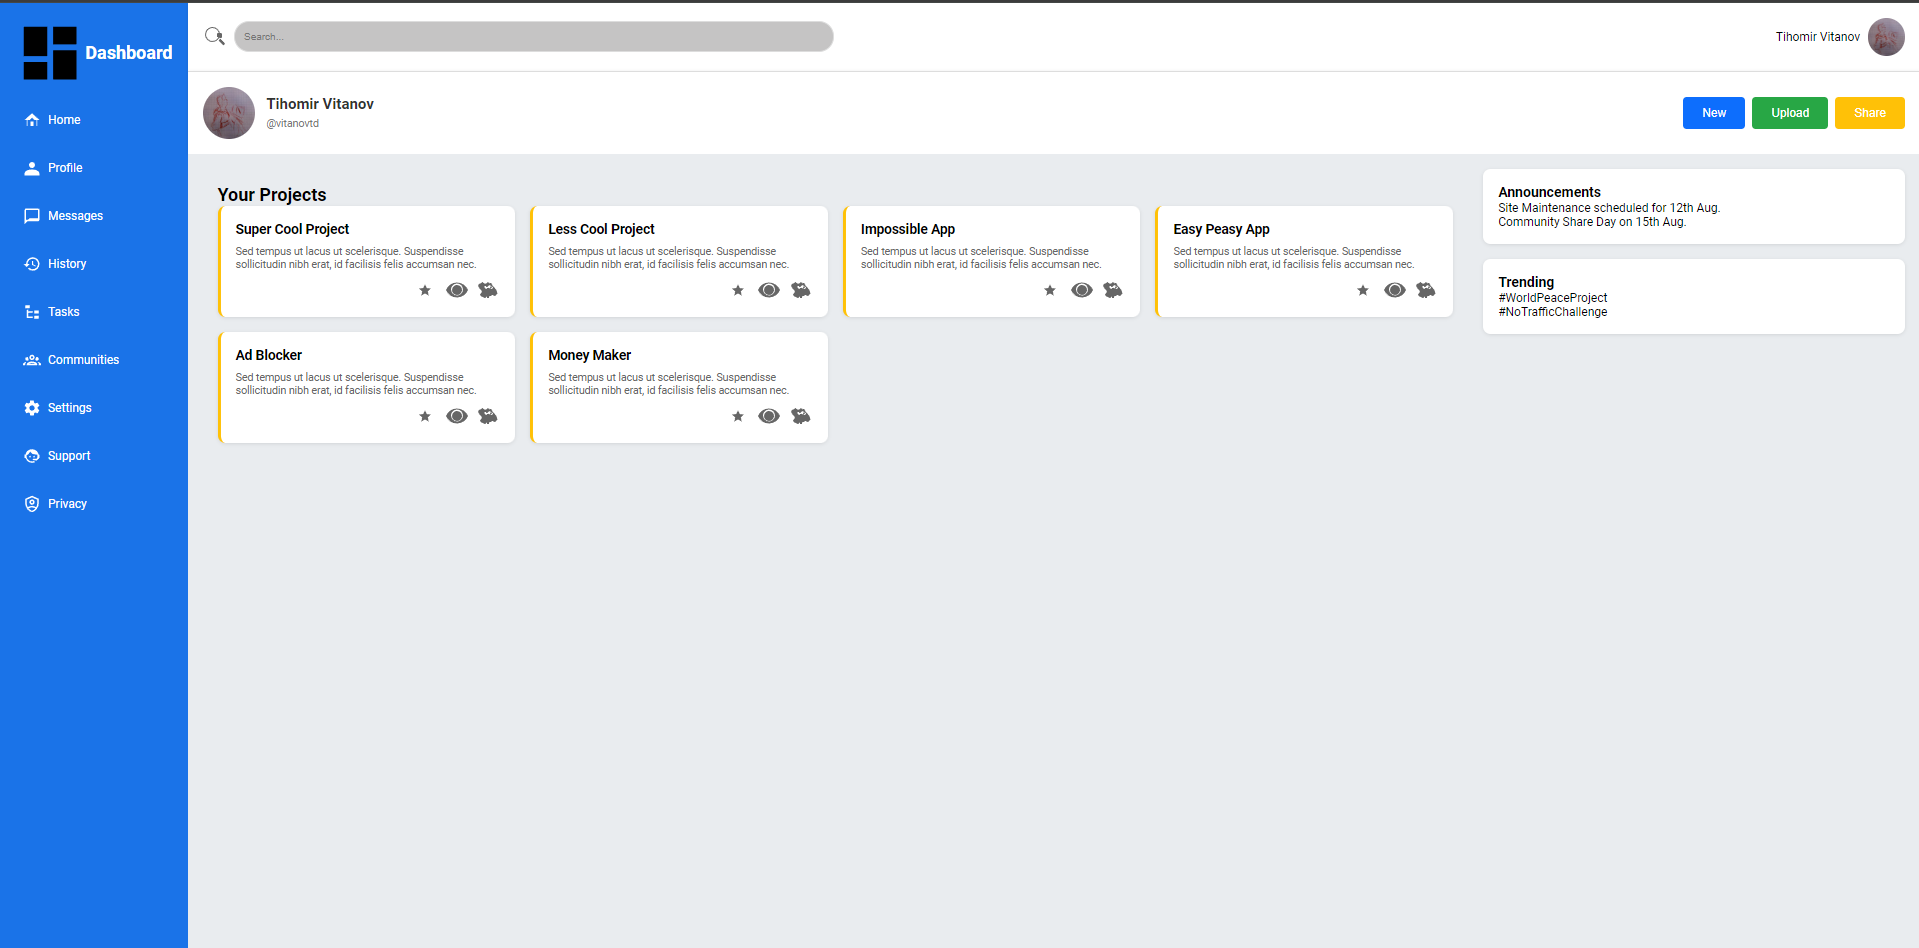 Dashboard
Home
Profile
Messages
History
Tasks
Communities
Settings
Support
Privacy
Search...
Tihomir Vitanov
Tihomir Vitanov
@vitanovtd
New
Upload
Share
Your Projects
Super Cool Project
Sed tempus ut lacus ut scelerisque. Suspendisse
sollicitudin nibh erat, id facilisis felis accumsan nec.
Less Cool Project
Sed tempus ut lacus ut scelerisque. Suspendisse
sollicitudin nibh erat, id facilisis felis accumsan nec.
Impossible App
Sed tempus ut lacus ut scelerisque. Suspendisse
sollicitudin nibh erat, id facilisis felis accumsan nec.
Easy Peasy App
Sed tempus ut lacus ut scelerisque. Suspendisse
sollicitudin nibh erat, id facilisis felis accumsan nec.
Ad Blocker
Sed tempus ut lacus ut scelerisque. Suspendisse
sollicitudin nibh erat, id facilisis felis accumsan nec.
Money Maker
Sed tempus ut lacus ut scelerisque. Suspendisse
sollicitudin nibh erat, id facilisis felis accumsan nec.
Announcements
Site Maintenance scheduled for 12th Aug.
Community Share Day on 15th Aug.
Trending
#WorldPeaceProject
#NoTrafficChallenge